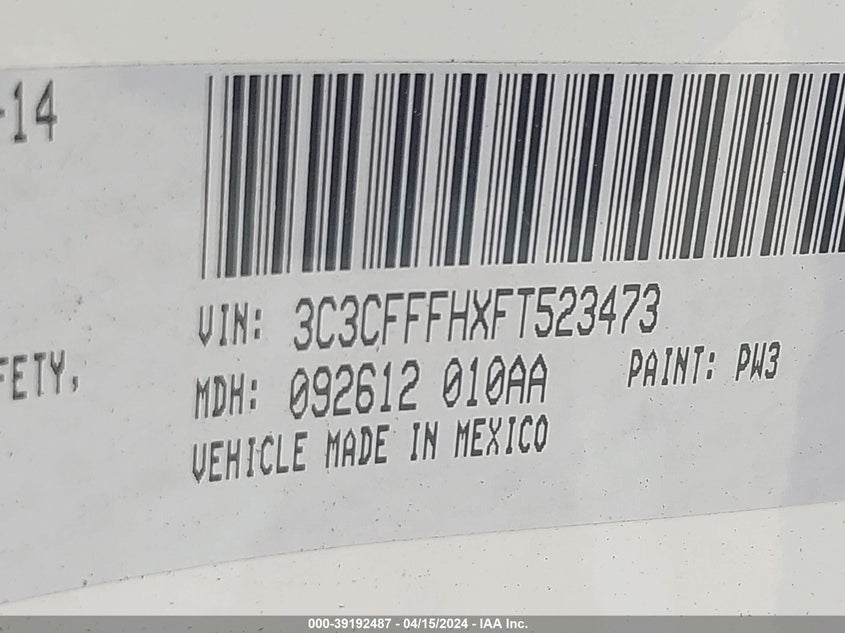 -14
VIN: 3C3CFFFHXFT523473
FETY,
MDH: 092612 010AA
PAINT: PW3
VEHICLE MADE IN MEXICO
000-39192487 - 04/15/2024 - IAA Inc.